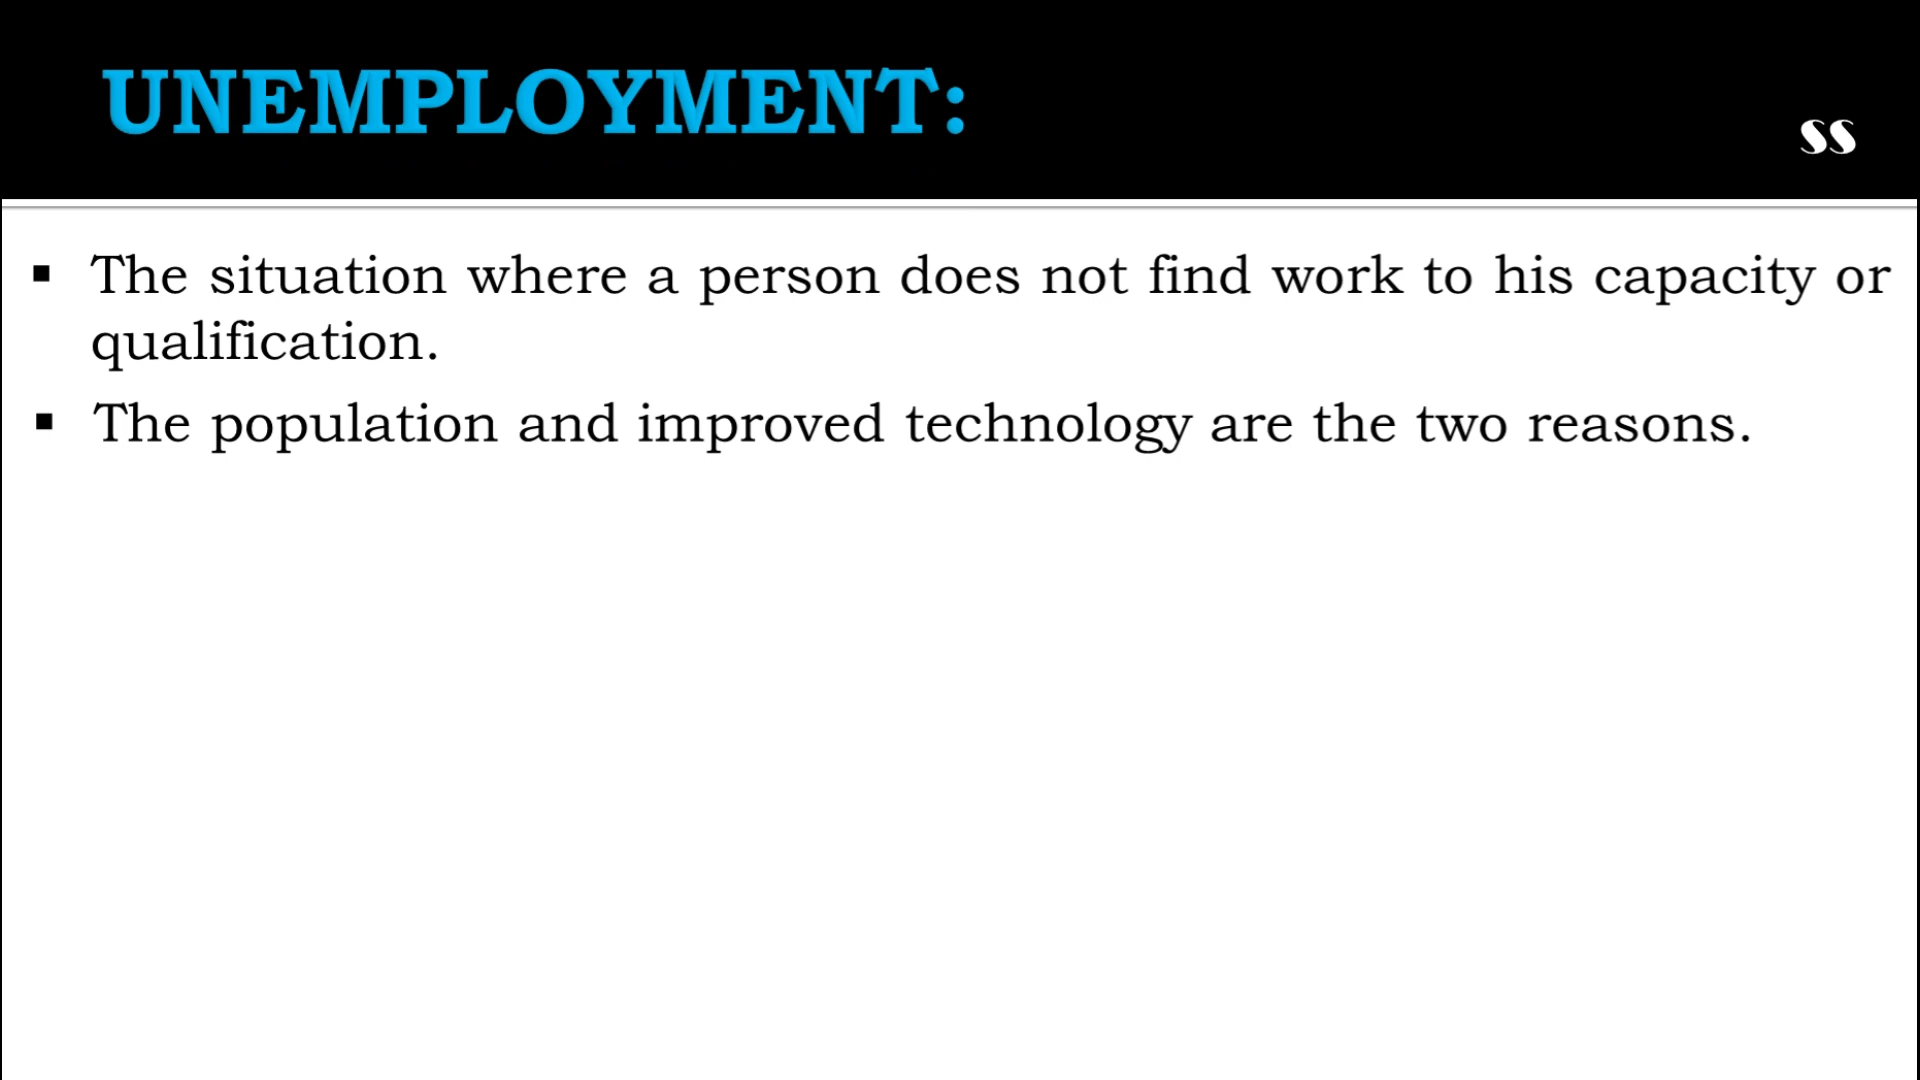 UNEMPLOYMENT:
SS
▪ The situation where a person does not find work to his capacity or
qualification.
▪ The population and improved technology are the two reasons.